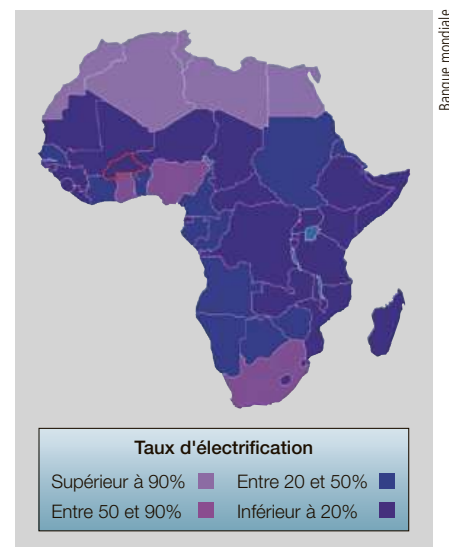 Banque mondiale
Taux d'électrification
Supérieur à 90%
Entre 20 et 50%
Entre 50 et 90%
Inférieur à 20%